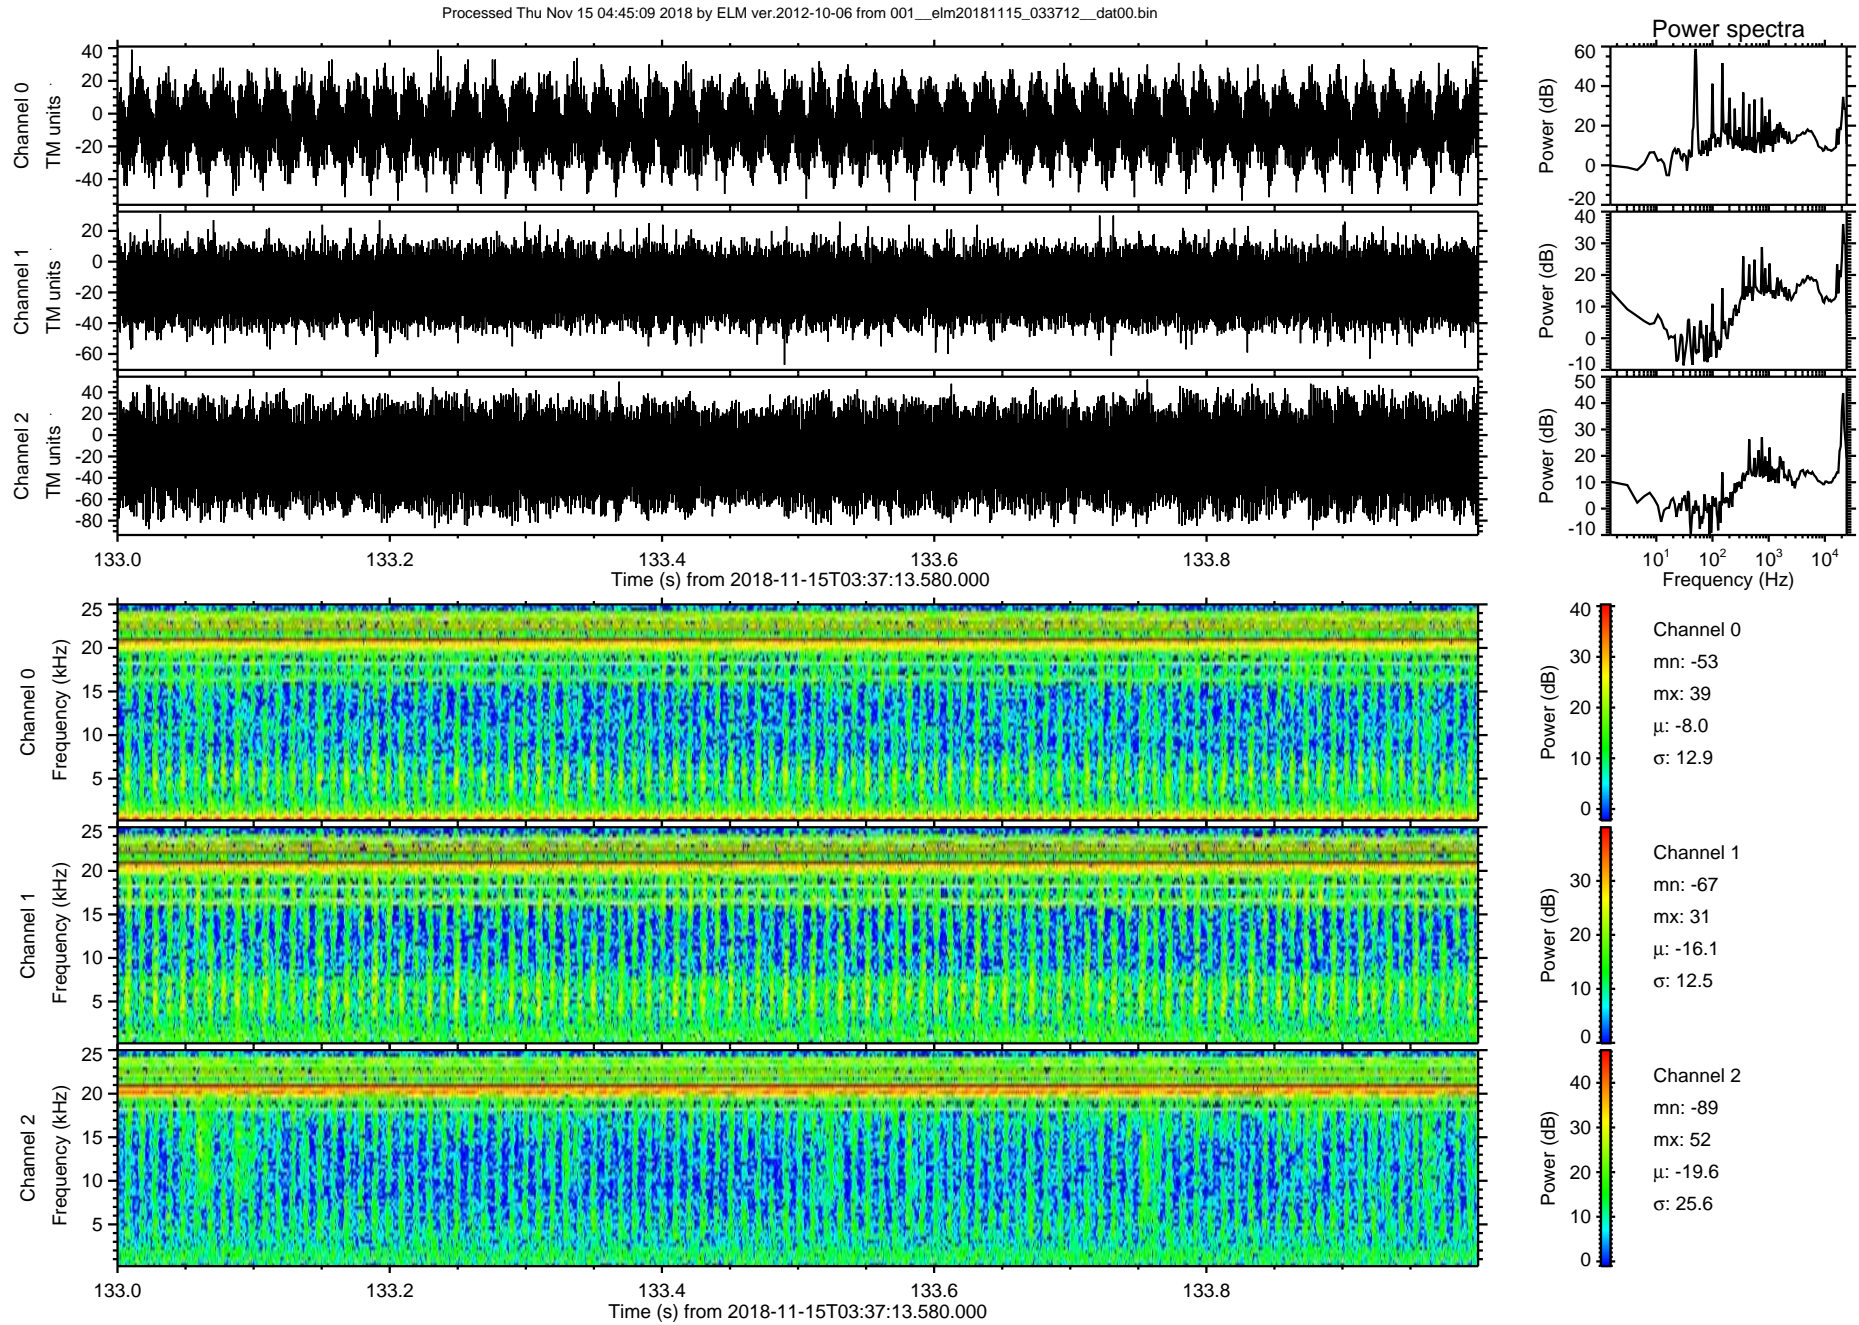 Processed Thu Nov 15 04:45:09 2018 by ELM ver.2012-10-06 from 001__elm20181115_033712__dat00.bin
Power spectra
Channel 0
TM units
40
20
0
-20
-40
Power (dB)
60
40
20
0
-20
Channel 1
TM units
20
0
-20
-40
-60
Power (dB)
40
30
20
10
0
-10
Channel 2
TM units
40
20
0
-20
-40
-60
-80
Power (dB)
50
40
30
20
10
0
-10
133.0 133.2 133.4 133.6 133.8
Time (s) from 2018-11-15T03:37:13.580.000
10¹ 10² 10³ 10⁴
Frequency (Hz)
Channel 0
Frequency (kHz)
25
20
15
10
5
Power (dB)
40
30
20
10
0
Channel 0
mn: -53
mx: 39
μ: -8.0
σ: 12.9
Channel 1
Frequency (kHz)
25
20
15
10
5
Power (dB)
30
20
10
0
Channel 1
mn: -67
mx: 31
μ: -16.1
σ: 12.5
Channel 2
Frequency (kHz)
25
20
15
10
5
Power (dB)
40
30
20
10
0
Channel 2
mn: -89
mx: 52
μ: -19.6
σ: 25.6
133.0 133.2 133.4 133.6 133.8
Time (s) from 2018-11-15T03:37:13.580.000